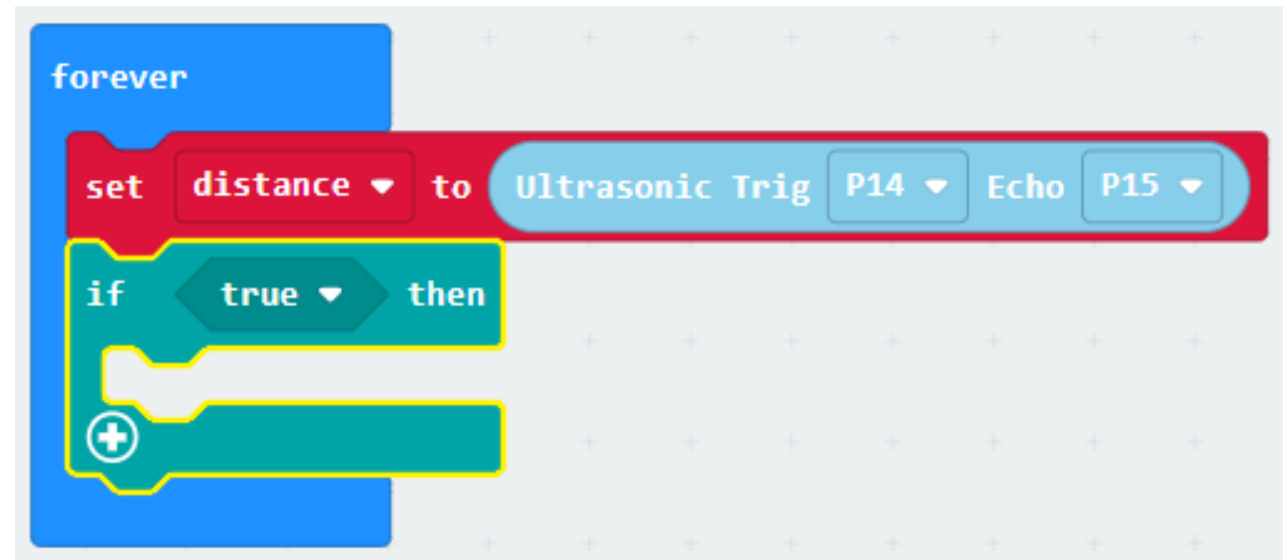 forever
set distance to Ultrasonic Trig P14 Echo P15
if true then